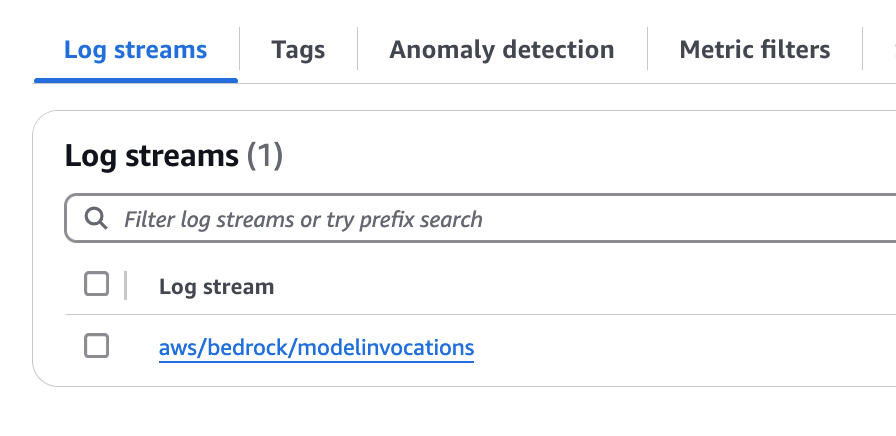 Log streams
Tags
Anomaly detection
Metric filters
Log streams (1)
Filter log streams or try prefix search
Log stream
aws/bedrock/modelinvocations